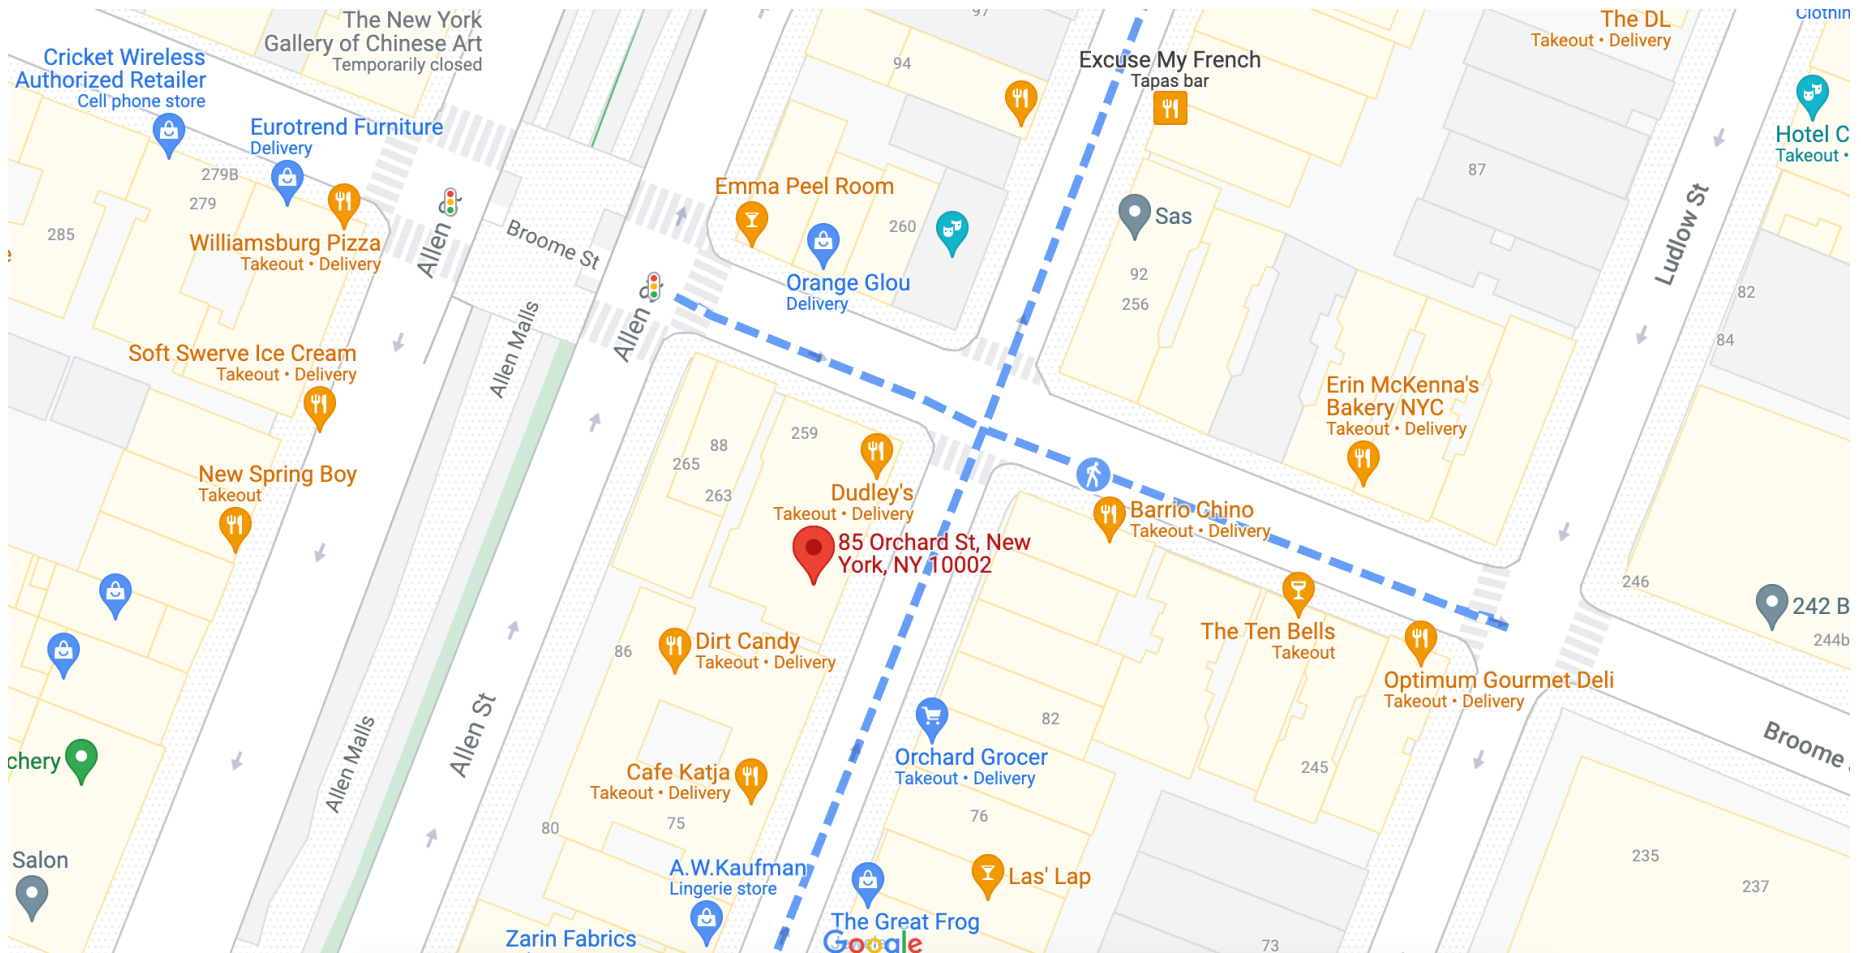 The New York
Gallery of Chinese Art
Temporarily closed
97
The DL
Takeout • Delivery
Cricket Wireless
Authorized Retailer
Cell phone store
94
Excuse My French
Tapas bar
Eurotrend Furniture
Delivery
Hotel C
Takeout •
279B
279
87
Emma Peel Room
Ludlow St
285
Williamsburg Pizza
Takeout • Delivery
Allen
Broome St
260
Sas
Orange Glou
Delivery
92
256
82
84
Allen
Allen Malls
Soft Swerve Ice Cream
Takeout • Delivery
Erin McKenna's
Bakery NYC
Takeout • Delivery
259
88
265
263
New Spring Boy
Takeout
Dudley's
Takeout • Delivery
Barrio Chino
Takeout • Delivery
85 Orchard St, New
York, NY 10002
246
242 B
244b
The Ten Bells
Takeout
86
Dirt Candy
Takeout • Delivery
Optimum Gourmet Deli
Takeout • Delivery
Allen St
82
Broome
Orchard Grocer
Takeout • Delivery
245
chery
Allen Malls
Cafe Katja
Takeout • Delivery
75
80
76
Salon
A.W.Kaufman
Lingerie store
Las' Lap
235
237
The Great Frog
Zarin Fabrics
Google
73